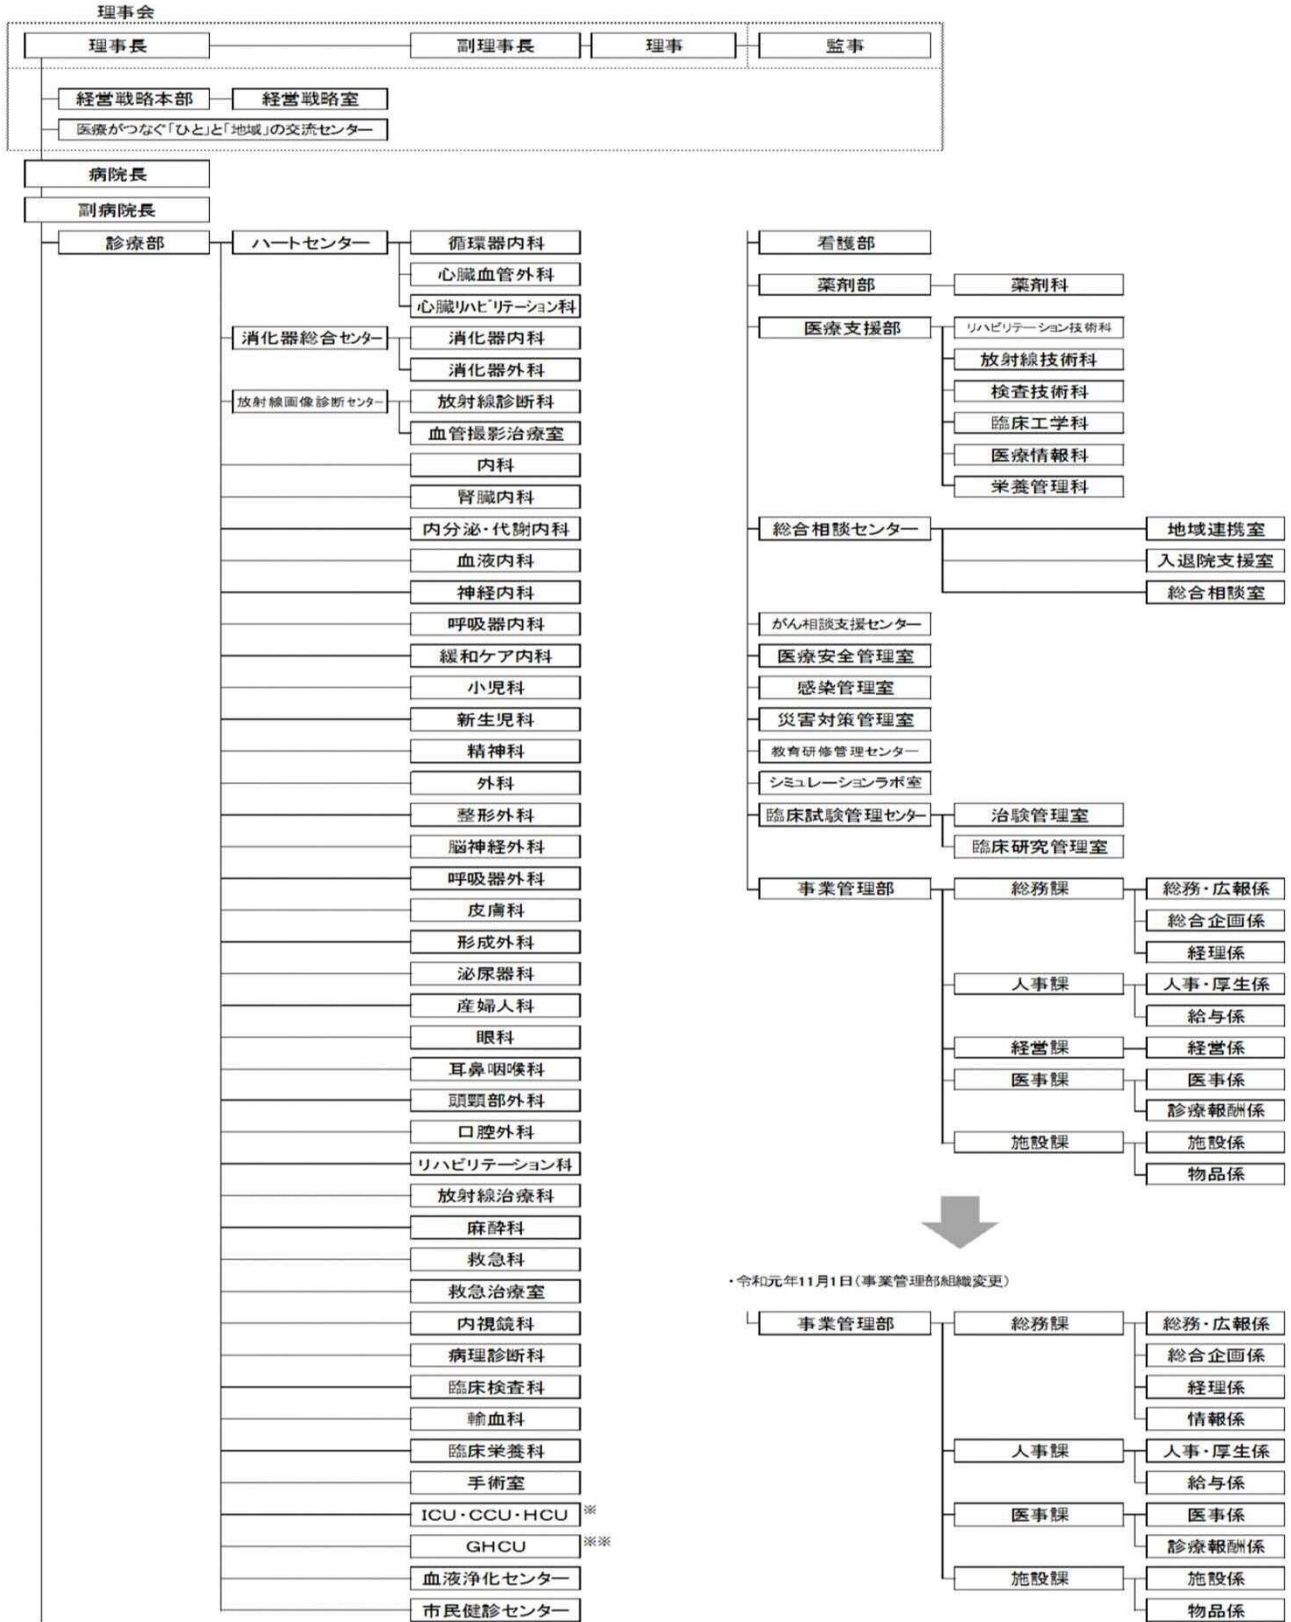 理事会
理事長
副理事長
理事
監事
経営戦略本部
経営戦略室
医療がつなぐ「ひと」と「地域」の交流センター
病院長
副病院長
診療部
ハートセンター
循環器内科
心臓血管外科
心臓リハビリテーション科
消化器総合センター
消化器内科
消化器外科
放射線画像診断センター
放射線診断科
血管撮影治療室
内科
腎臓内科
内分泌・代謝内科
血液内科
神経内科
呼吸器内科
緩和ケア内科
小児科
新生児科
精神科
外科
整形外科
脳神経外科
呼吸器外科
皮膚科
形成外科
泌尿器科
産婦人科
眼科
耳鼻咽喉科
頭頸部外科
口腔外科
リハビリテーション科
放射線治療科
麻酔科
救急科
救急治療室
内視鏡科
病理診断科
臨床検査科
輸血科
臨床栄養科
手術室
ICU・CCU・HCU ※
GHCU ※※
血液浄化センター
市民健診センター
看護部
薬剤部
薬剤科
医療支援部
リハビリテーション技術科
放射線技術科
検査技術科
臨床工学科
医療情報科
栄養管理科
総合相談センター
地域連携室
入退院支援室
総合相談室
がん相談支援センター
医療安全管理室
感染管理室
災害対策管理室
教育研修管理センター
シミュレーションラボ室
臨床試験管理センター
治験管理室
臨床研究管理室
事業管理部
総務課
総務・広報係
総合企画係
経理係
人事課
人事・厚生係
給与係
経営課
経営係
医事課
医事係
診療報酬係
施設課
施設係
物品係
・令和元年11月1日(事業管理部組織変更)
事業管理部
総務課
総務・広報係
総合企画係
経理係
情報係
人事課
人事・厚生係
給与係
医事課
医事係
診療報酬係
施設課
施設係
物品係